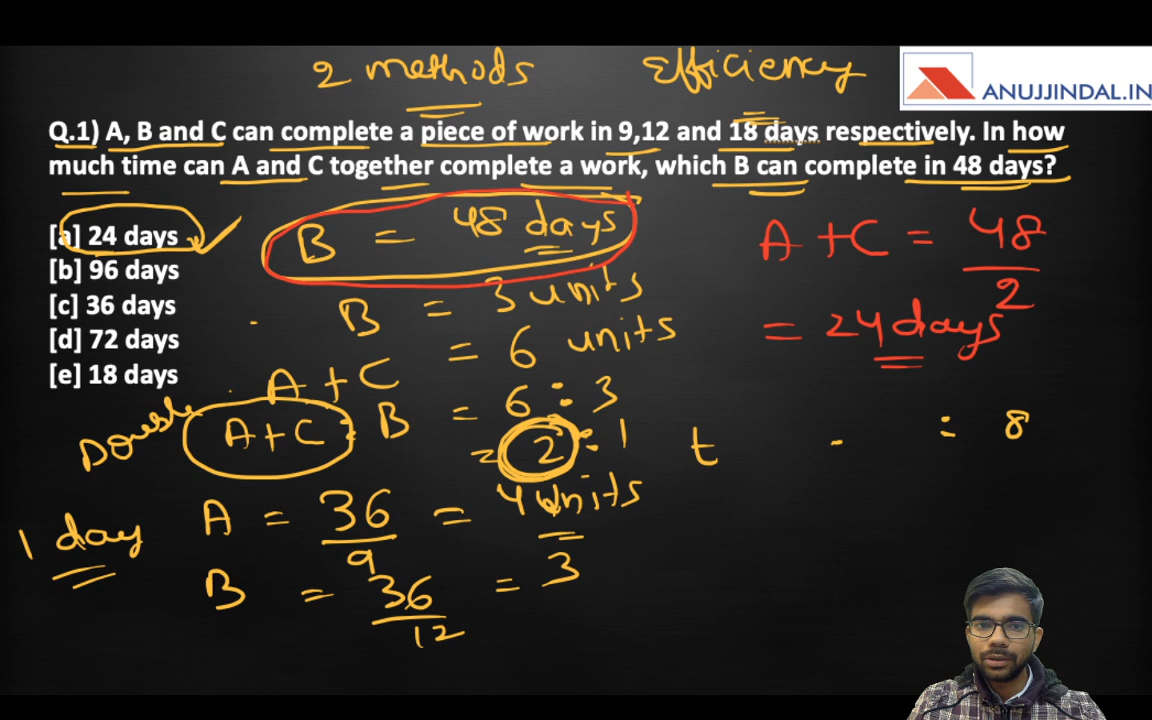 2 methods Efficiency
ANUJJINDAL.IN
Q.1) A, B and C can complete a piece of work in 9,12 and 18 days respectively. In how
much time can A and C together complete a work, which B can complete in 48 days?
[a] 24 days
[b] 96 days
[c] 36 days
[d] 72 days
[e] 18 days
B = 48 days
B = 3 units
A + C = 6 units
Double A+C : B = 6 : 3
= 2 : 1
1 day A = 36/9 = 4 units
B = 36/12 = 3
A + C = 48/2
= 24 days
t - : 8